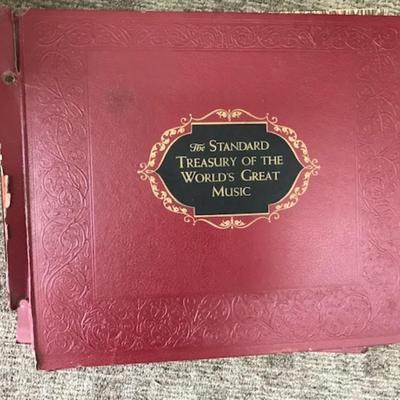 The STANDARD
TREASURY OF THE
WORLD'S GREAT
MUSIC